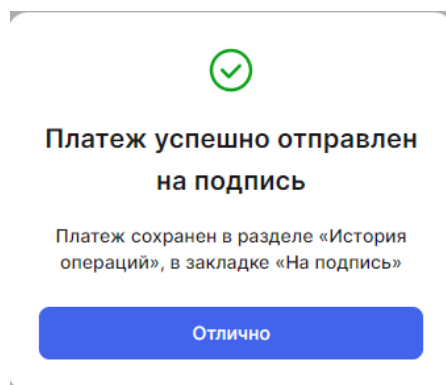 Платеж успешно отправлен
на подпись
Платеж сохранен в разделе «История
операций», в закладке «На подпись»
Отлично